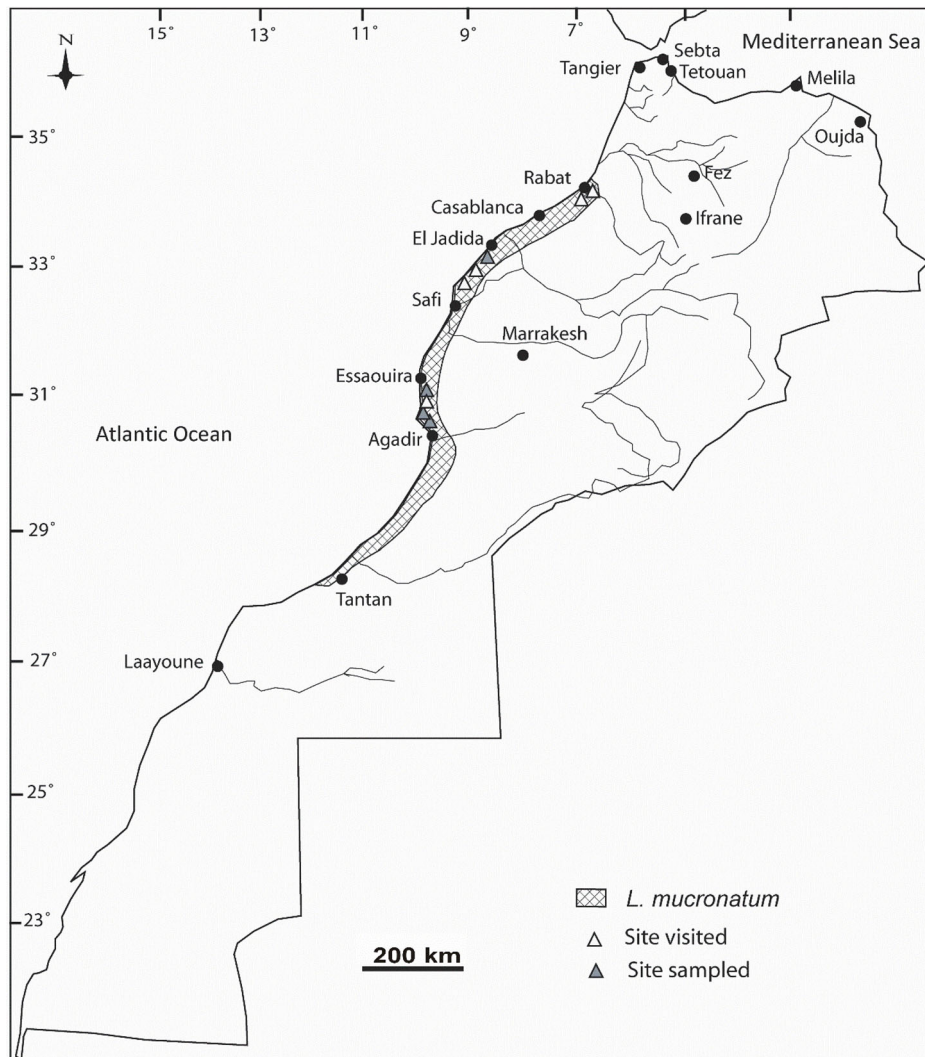 15°
13°
11°
9°
7°
N
Mediterranean Sea
Sebta
Tangier
Tetouan
Melila
35°
Oujda
Rabat
Fez
Casablanca
Ifrane
El Jadida
33°
Safi
Marrakesh
Essaouira
31°
Atlantic Ocean
Agadir
29°
Tantan
Laayoune
27°
25°
L. mucronatum
23°
Site visited
200 km
Site sampled